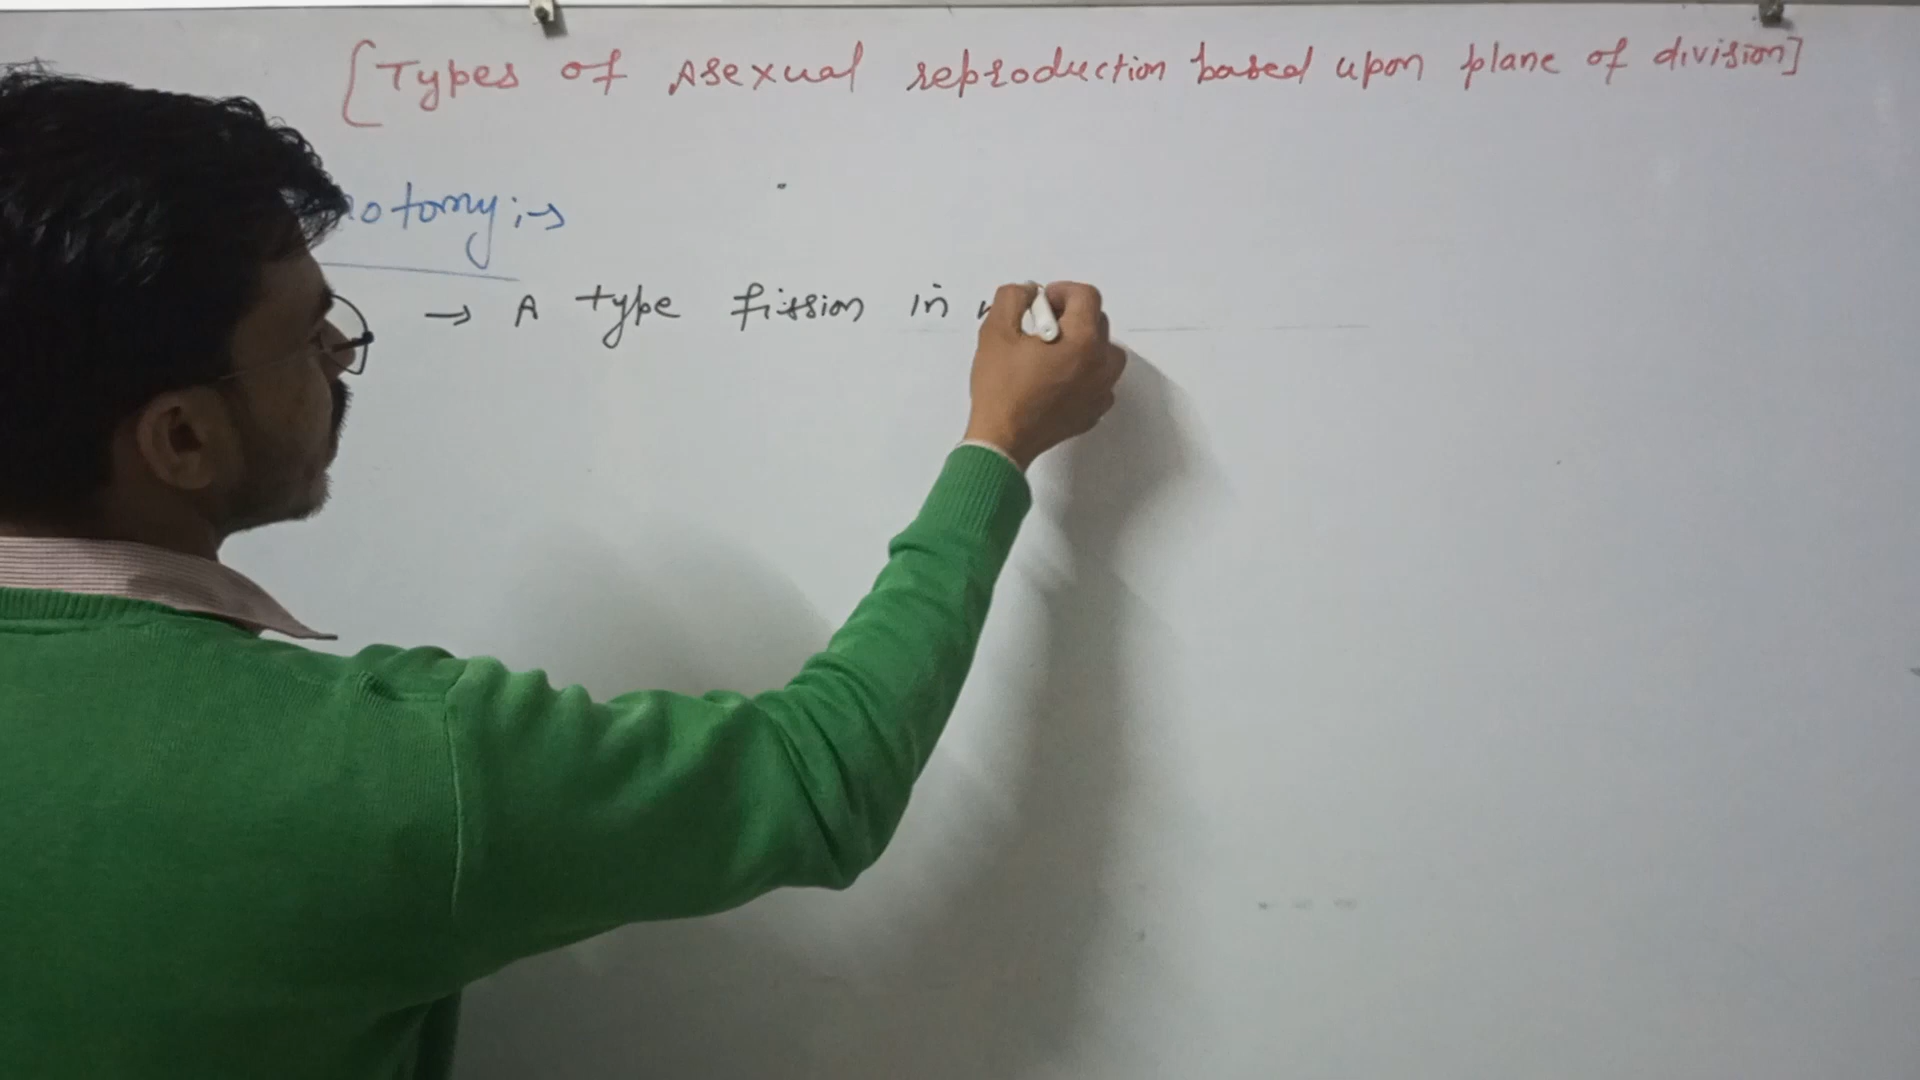 [Types of Asexual reproduction based upon plane of division]
otomy :→
→ A type fission in